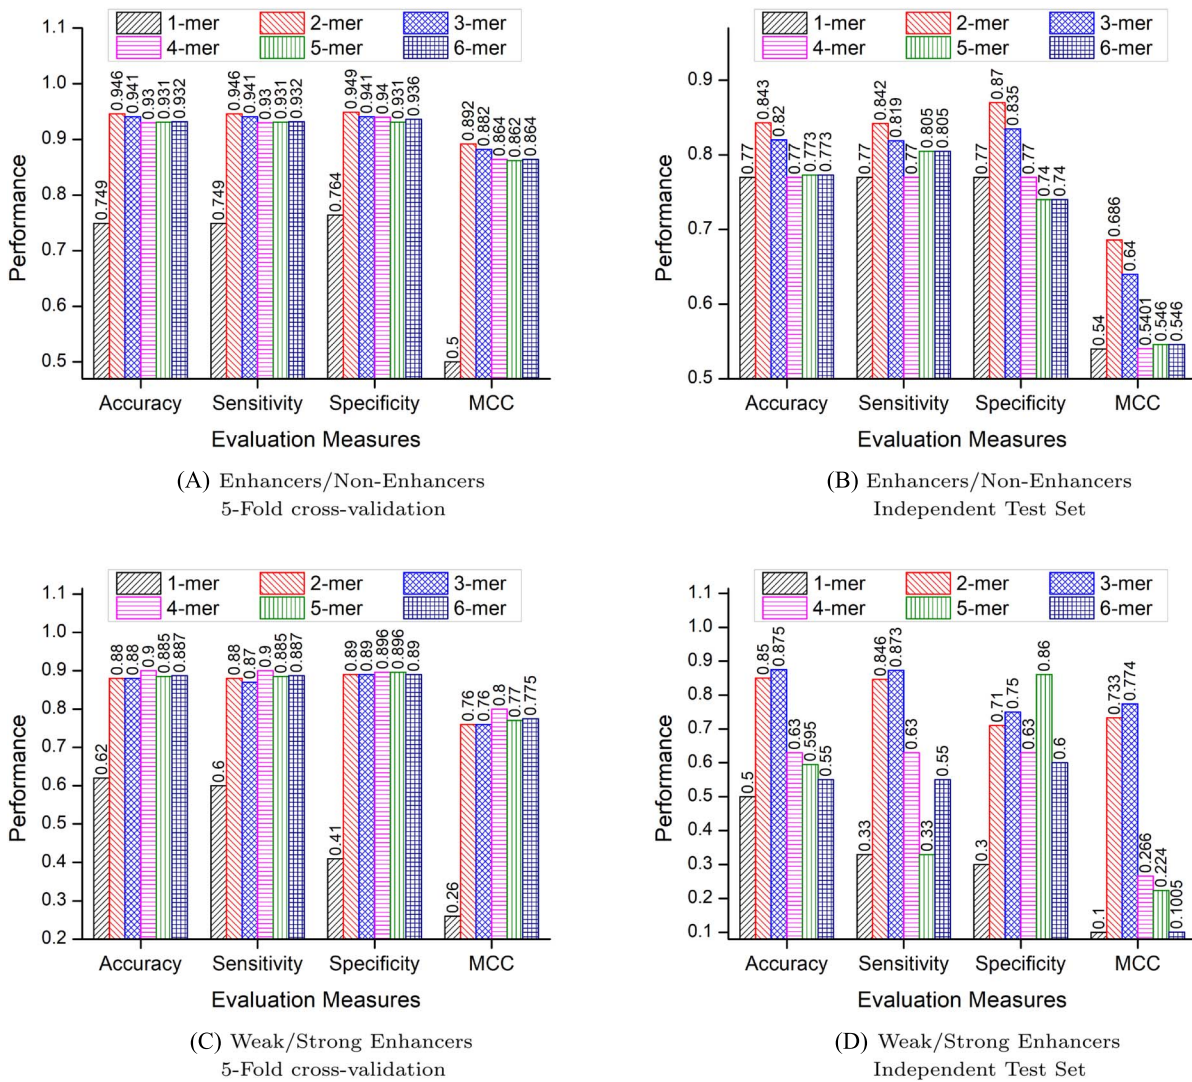 1-mer 2-mer 3-mer
4-mer 5-mer 6-mer
1.1
1.0
0.9
0.8
0.7
0.6
0.5
Performance
0.749 0.946 0.941 0.93 0.931 0.932
0.749 0.946 0.941 0.93 0.931 0.932
0.764 0.949 0.941 0.94 0.931 0.936
0.5 0.892 0.882 0.864 0.862 0.864
Accuracy Sensitivity Specificity MCC
Evaluation Measures
(A) Enhancers/Non-Enhancers
5-Fold cross-validation
1-mer 2-mer 3-mer
4-mer 5-mer 6-mer
0.9
0.8
0.7
0.6
0.5
Performance
0.77 0.843 0.82 0.77 0.773 0.773
0.77 0.842 0.819 0.77 0.805 0.805
0.77 0.87 0.835 0.77 0.74 0.74
0.54 0.686 0.64 0.5401 0.546 0.546
Accuracy Sensitivity Specificity MCC
Evaluation Measures
(B) Enhancers/Non-Enhancers
Independent Test Set
1-mer 2-mer 3-mer
4-mer 5-mer 6-mer
1.1
1.0
0.9
0.8
0.7
0.6
0.5
0.4
0.3
0.2
Performance
0.62 0.88 0.88 0.9 0.885 0.887
0.6 0.88 0.87 0.9 0.885 0.887
0.41 0.89 0.89 0.896 0.896 0.89
0.26 0.76 0.76 0.8 0.77 0.775
Accuracy Sensitivity Specificity MCC
Evaluation Measures
(C) Weak/Strong Enhancers
5-Fold cross-validation
1-mer 2-mer 3-mer
4-mer 5-mer 6-mer
1.1
1.0
0.9
0.8
0.7
0.6
0.5
0.4
0.3
0.2
0.1
Performance
0.5 0.85 0.875 0.63 0.595 0.55
0.33 0.846 0.873 0.63 0.33 0.55
0.3 0.71 0.75 0.63 0.86 0.6
0.1 0.733 0.774 0.266 0.224 0.1005
Accuracy Sensitivity Specificity MCC
Evaluation Measures
(D) Weak/Strong Enhancers
Independent Test Set